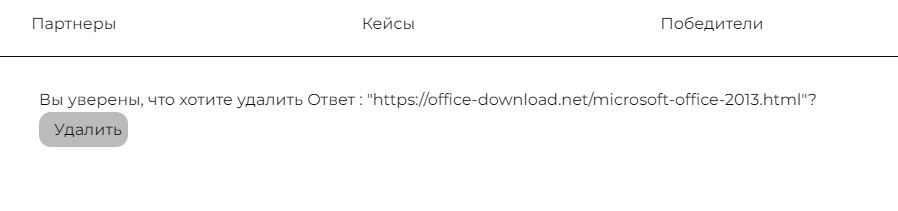 Партнеры Кейсы Победители
Вы уверены, что хотите удалить Ответ : "https://office-download.net/microsoft-office-2013.html"?
Удалить